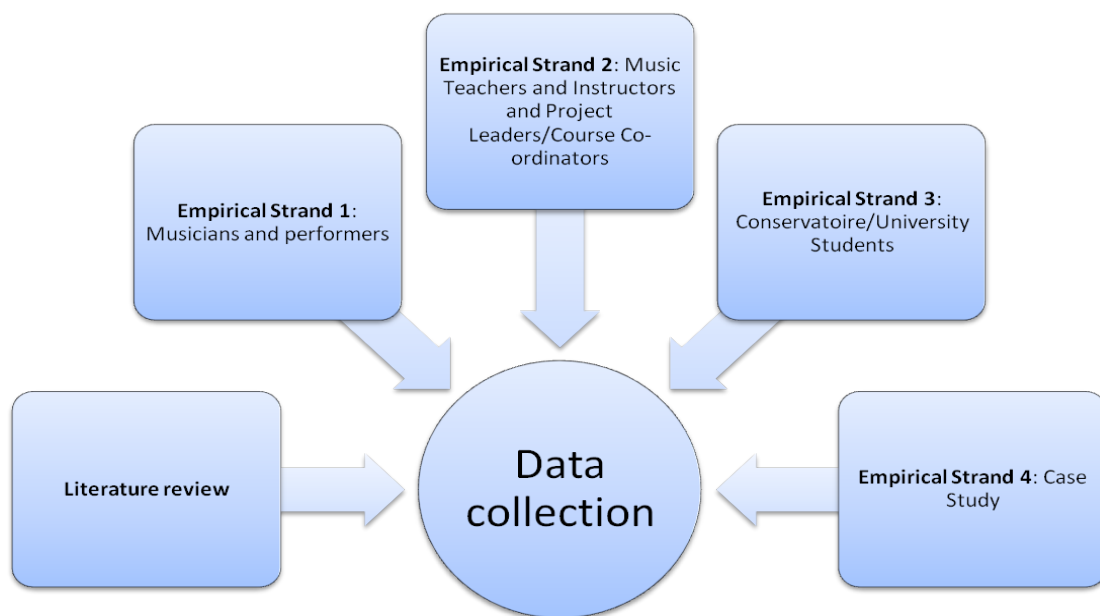 Empirical Strand 2: Music
Teachers and Instructors
and Project
Leaders/Course Co-
ordinators
Empirical Strand 1:
Musicians and performers
Empirical Strand 3:
Conservatoire/University
Students
Literature review
Data
collection
Empirical Strand 4: Case
Study